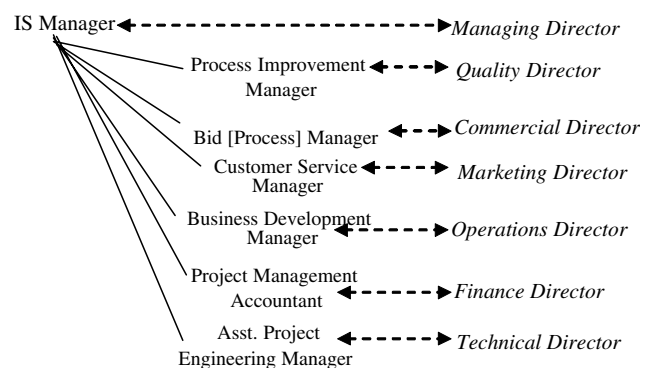 IS Manager
Managing Director
Process Improvement
Manager
Quality Director
Bid [Process] Manager
Commercial Director
Customer Service
Manager
Marketing Director
Business Development
Manager
Operations Director
Project Management
Accountant
Finance Director
Asst. Project
Engineering Manager
Technical Director